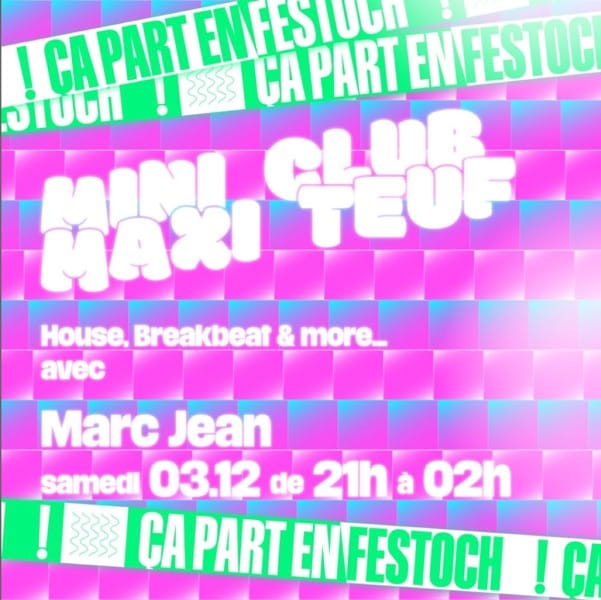 ! ÇA PART EN FESTOCH !
FESTOCH ! ÇA PART EN FESTOCH
MINI CLUB
MAXI TEUF
House, Breakbeat & more...
avec
Marc Jean
samedi 03.12 de 21h à 02h
! ÇA PART EN FESTOCH ! ÇA